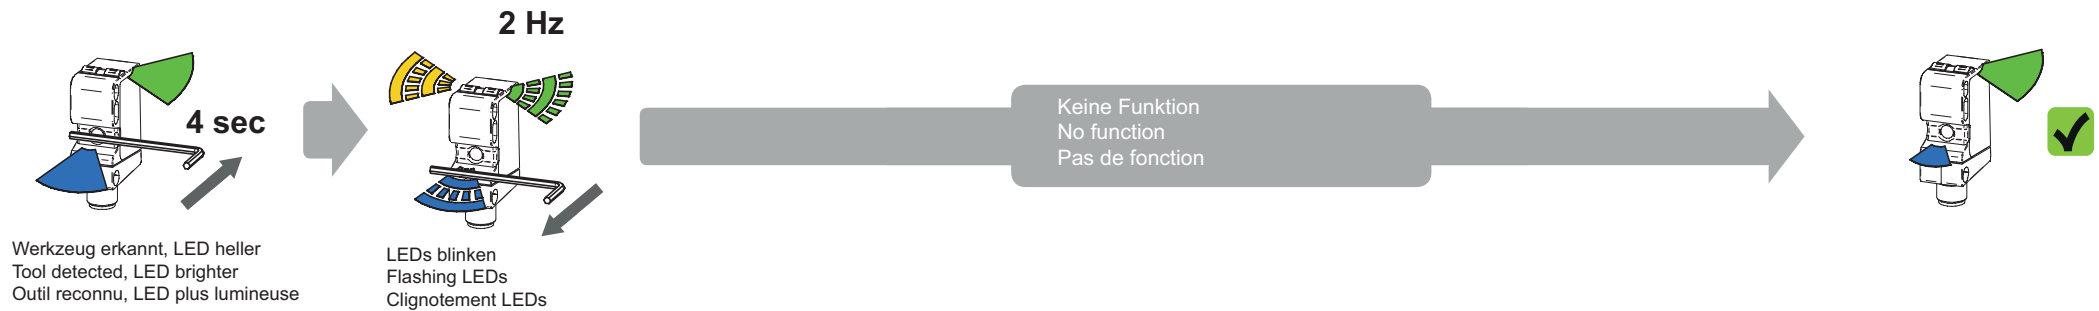 2 Hz
4 sec
Keine Funktion
No function
Pas de fonction
Werkzeug erkannt, LED heller
Tool detected, LED brighter
Outil reconnu, LED plus lumineuse
LEDs blinken
Flashing LEDs
Clignotement LEDs